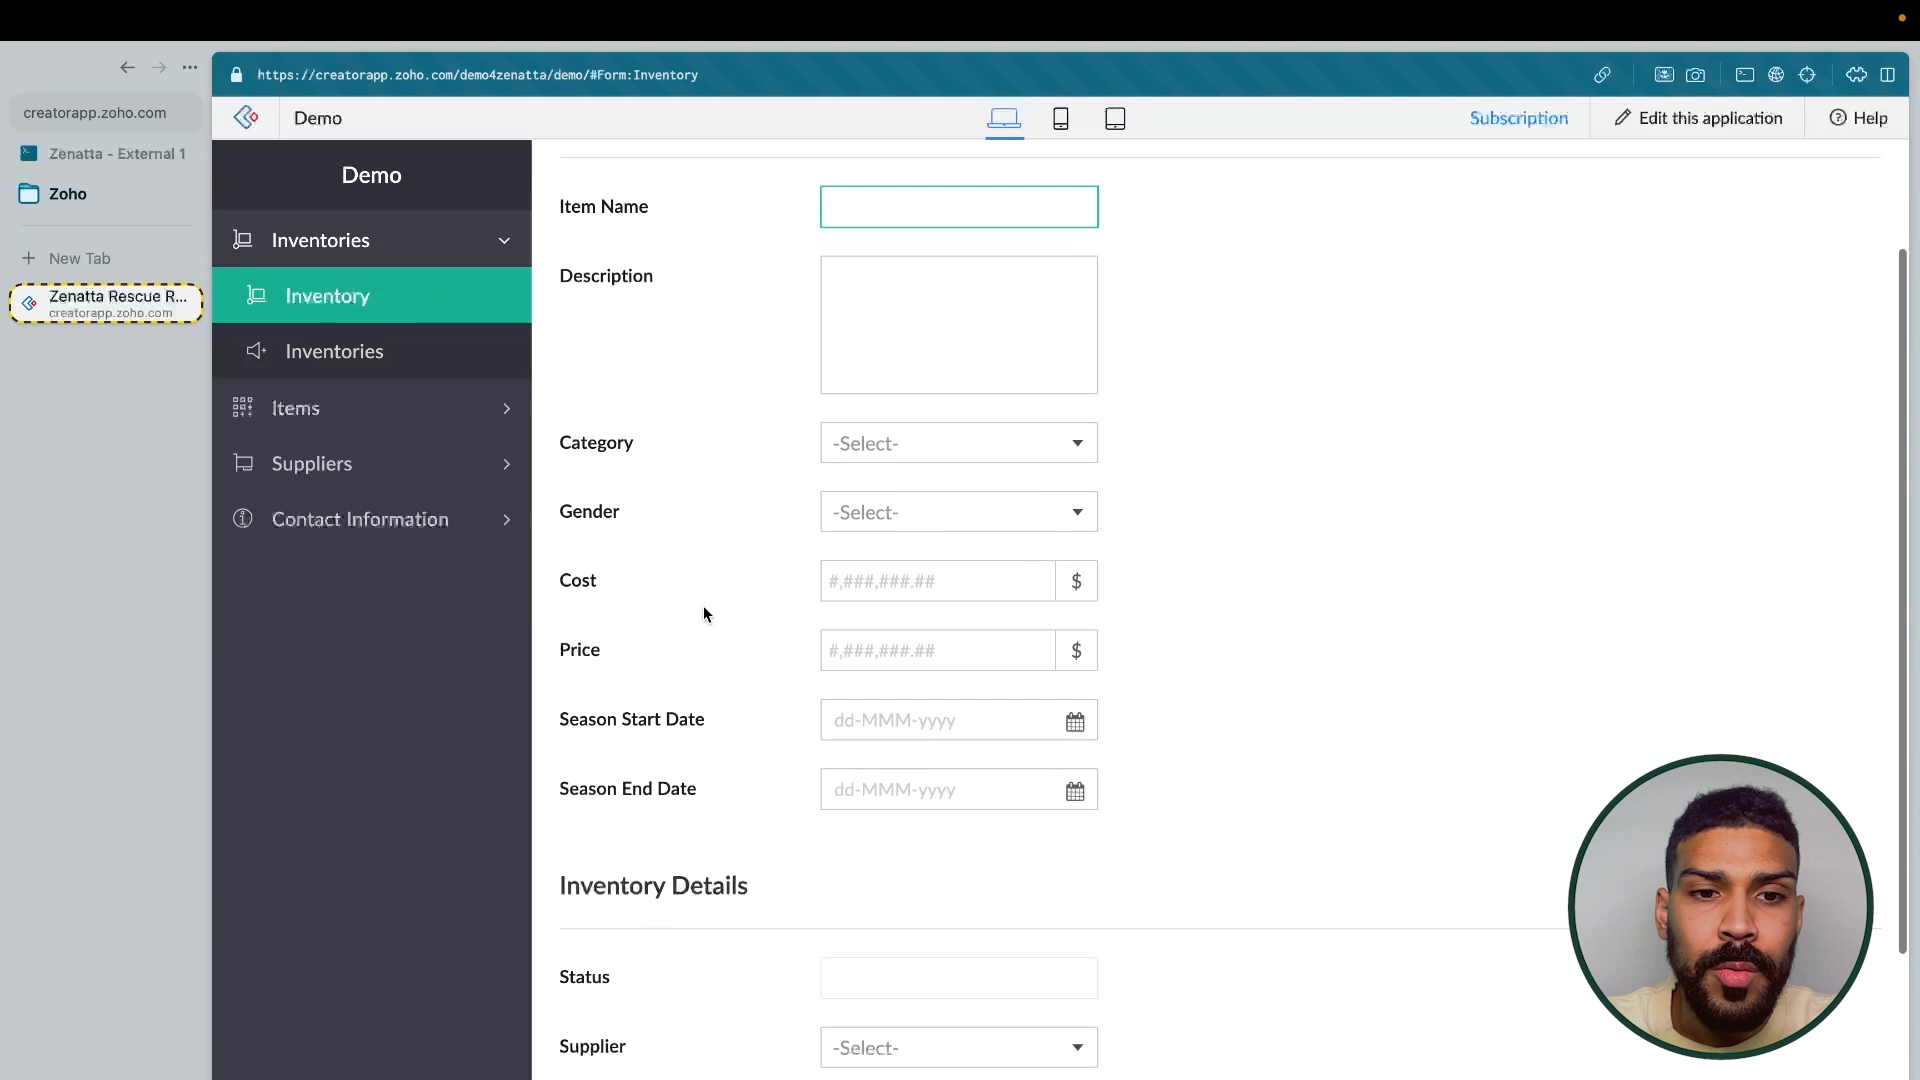 https://creatorapp.zoho.com/demo4zenatta/demo/#Form:Inventory
creatorapp.zoho.com
Zenatta - External 1
Zoho
New Tab
Zenatta Rescue R...
creatorapp.zoho.com
Demo
Subscription
Edit this application
Help
Demo
Inventories
Inventory
Inventories
Items
Suppliers
Contact Information
Item Name
Description
Category
-Select-
Gender
-Select-
Cost
#,###,###.##
$
Price
#,###,###.##
$
Season Start Date
dd-MMM-yyyy
Season End Date
dd-MMM-yyyy
Inventory Details
Status
Supplier
-Select-